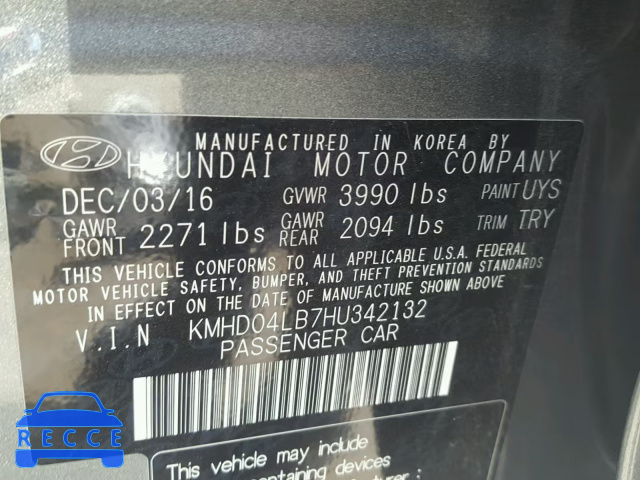 MANUFACTURED IN KOREA BY
HYUNDAI MOTOR COMPANY
DEC/03/16 GVWR 3990 lbs PAINT UYS
GAWR FRONT 2271 lbs GAWR REAR 2094 lbs TRIM TRY
THIS VEHICLE CONFORMS TO ALL APPLICABLE U.S.A. FEDERAL
MOTOR VEHICLE SAFETY, BUMPER, AND THEFT PREVENTION STANDARDS
IN EFFECT ON THE DATE OF MANUFACTURE SHOWN ABOVE.
V.I.N KMHD04LB7HU342132
PASSENGER CAR
This vehicle may include
containing devices
RECCE